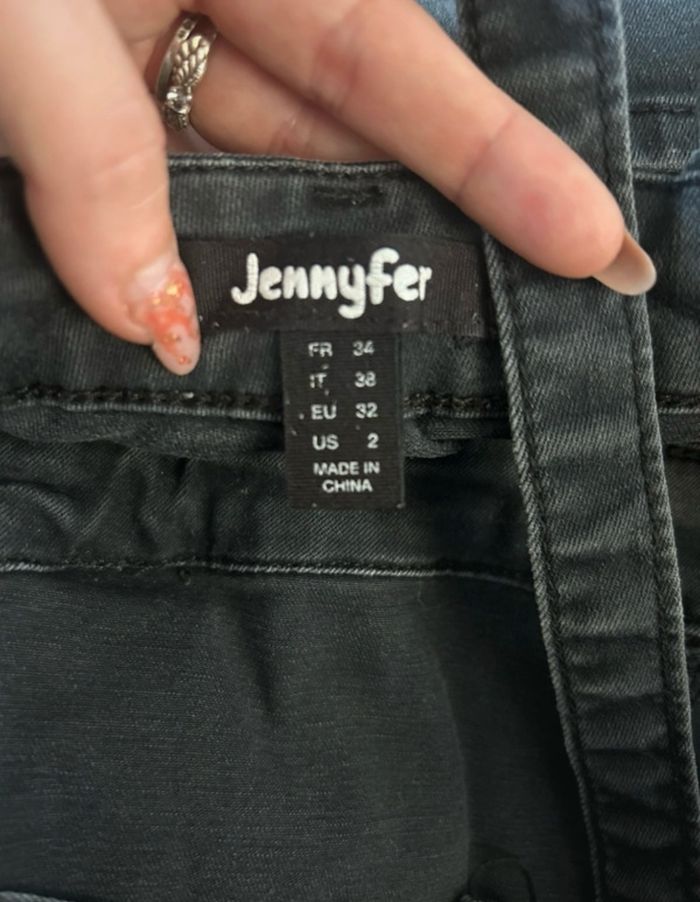 Jennyfer
FR 34
IT 38
EU 32
US 2
MADE IN
CHINA